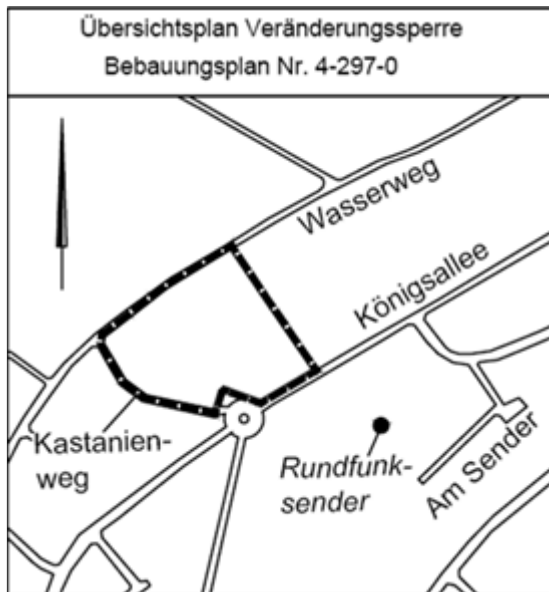 Übersichtsplan Veränderungssperre
Bebauungsplan Nr. 4-297-0
Wasserweg
Königsallee
Kastanien-
weg
Rundfunk-
sender
Am Sender